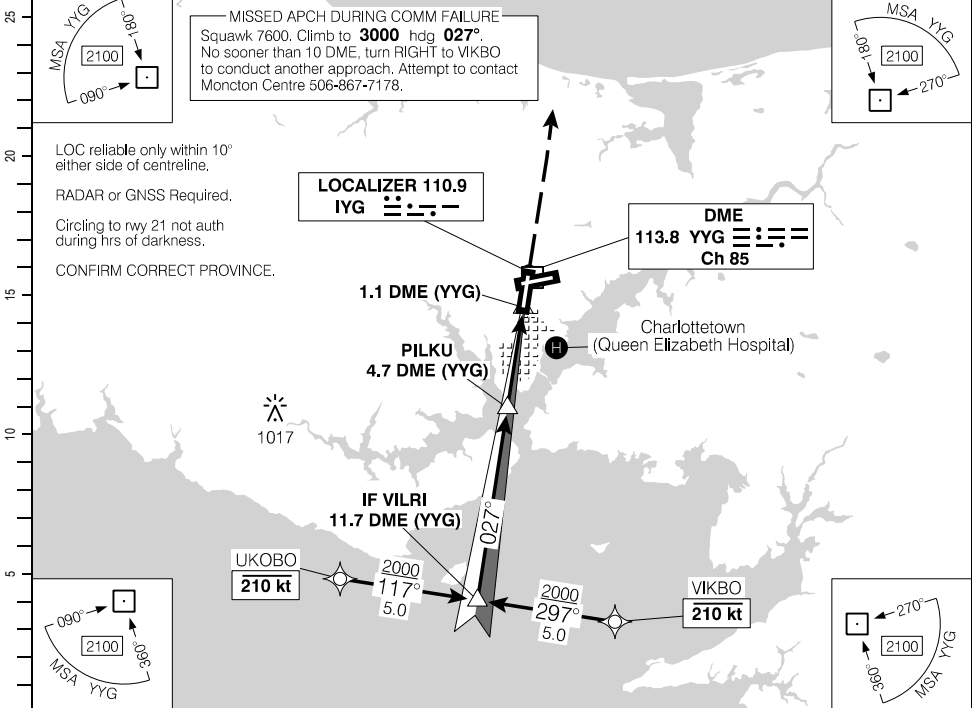 25
20
15
10
5
MSA YYG
180°
2100
090°
MISSED APCH DURING COMM FAILURE
Squawk 7600. Climb to 3000 hdg 027°.
No sooner than 10 DME, turn RIGHT to VIKBO
to conduct another approach. Attempt to contact
Moncton Centre 506-867-7178.
MSA YYG
2100
180°
270°
LOC reliable only within 10°
either side of centreline.
RADAR or GNSS Required.
Circling to rwy 21 not auth
during hrs of darkness.
CONFIRM CORRECT PROVINCE.
LOCALIZER 110.9
IYG
DME
113.8 YYG
Ch 85
1.1 DME (YYG)
Charlottetown
(Queen Elizabeth Hospital)
H
PILKU
4.7 DME (YYG)
1017
IF VILRI
11.7 DME (YYG)
027°
UKOBO
210 kt
2000
117°
5.0
2000
297°
5.0
VIKBO
210 kt
090°
2100
360°
MSA YYG
270°
2100
360°
MSA YYG